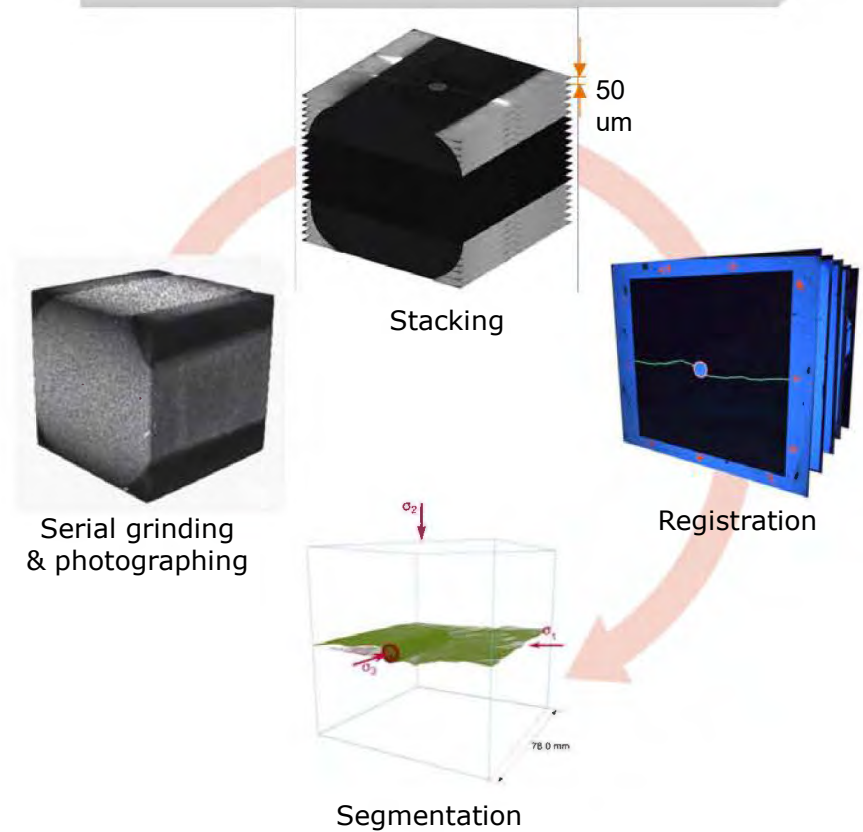 50
um
Stacking
Serial grinding
& photographing
Registration
σ₂
σ₁
σ₃
78.0 mm
Segmentation